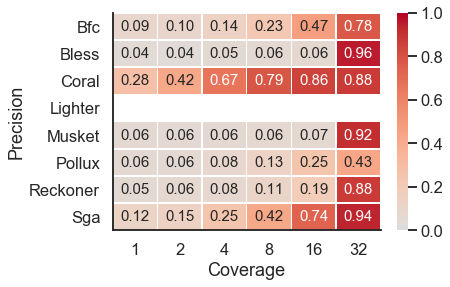 Precision
Bfc 0.09 0.10 0.14 0.23 0.47 0.78
Bless 0.04 0.04 0.05 0.06 0.06 0.96
Coral 0.28 0.42 0.67 0.79 0.86 0.88
Lighter
Musket 0.06 0.06 0.06 0.06 0.07 0.92
Pollux 0.06 0.06 0.08 0.13 0.25 0.43
Reckoner 0.05 0.06 0.08 0.11 0.19 0.88
Sga 0.12 0.15 0.25 0.42 0.74 0.94
1 2 4 8 16 32
Coverage
1.0
0.8
0.6
0.4
0.2
0.0